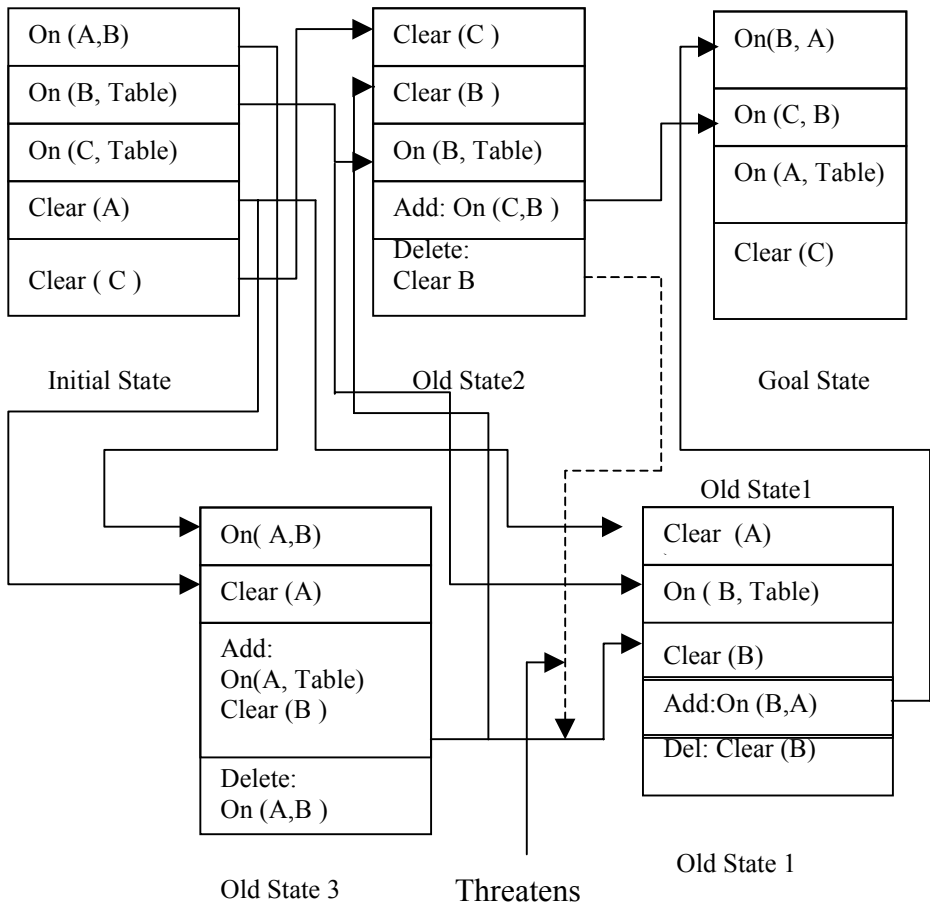 On (A,B)
On (B, Table)
On (C, Table)
Clear (A)
Clear ( C )
Initial State
Clear (C )
Clear (B )
On (B, Table)
Add: On (C,B )
Delete:
Clear B
Old State2
On(B, A)
On (C, B)
On (A, Table)
Clear (C)
Goal State
On( A,B)
Clear (A)
Add:
On(A, Table)
Clear (B )
Delete:
On (A,B )
Old State 3
Threatens
Old State1
Clear (A)
On ( B, Table)
Clear (B)
Add:On (B,A)
Del: Clear (B)
Old State 1